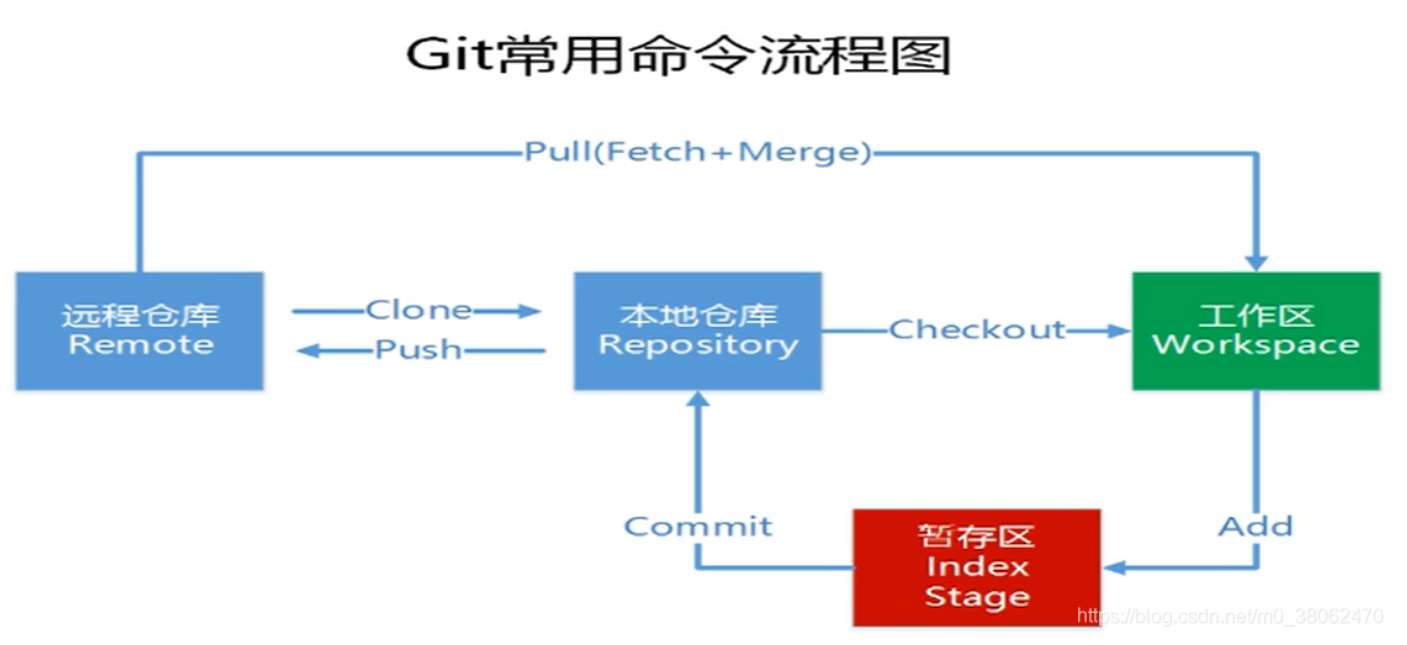 Git常用命令流程图
Pull(Fetch+Merge)
远程仓库
Remote
Clone
Push
本地仓库
Repository
Checkout
工作区
Workspace
Commit
暂存区
Index
Stage
Add
https://blog.csdn.net/m0_38062470